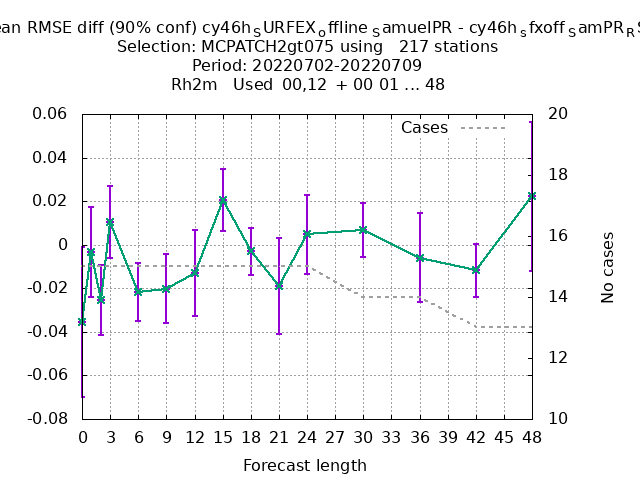 ean RMSE diff (90% conf) cy46hSURFEXoffline SamuelPR - cy46hsfxoffSamPRRS
Selection: MCPATCH2gt075 using 217 stations
Period: 20220702-20220709
Rh2m Used 00,12 + 00 01 ... 48
Cases
0.06
0.04
0.02
0
-0.02
-0.04
-0.06
-0.08
20
18
16
14
12
10
No cases
0 3 6 9 12 15 18 21 24 27 30 33 36 39 42 45 48
Forecast length